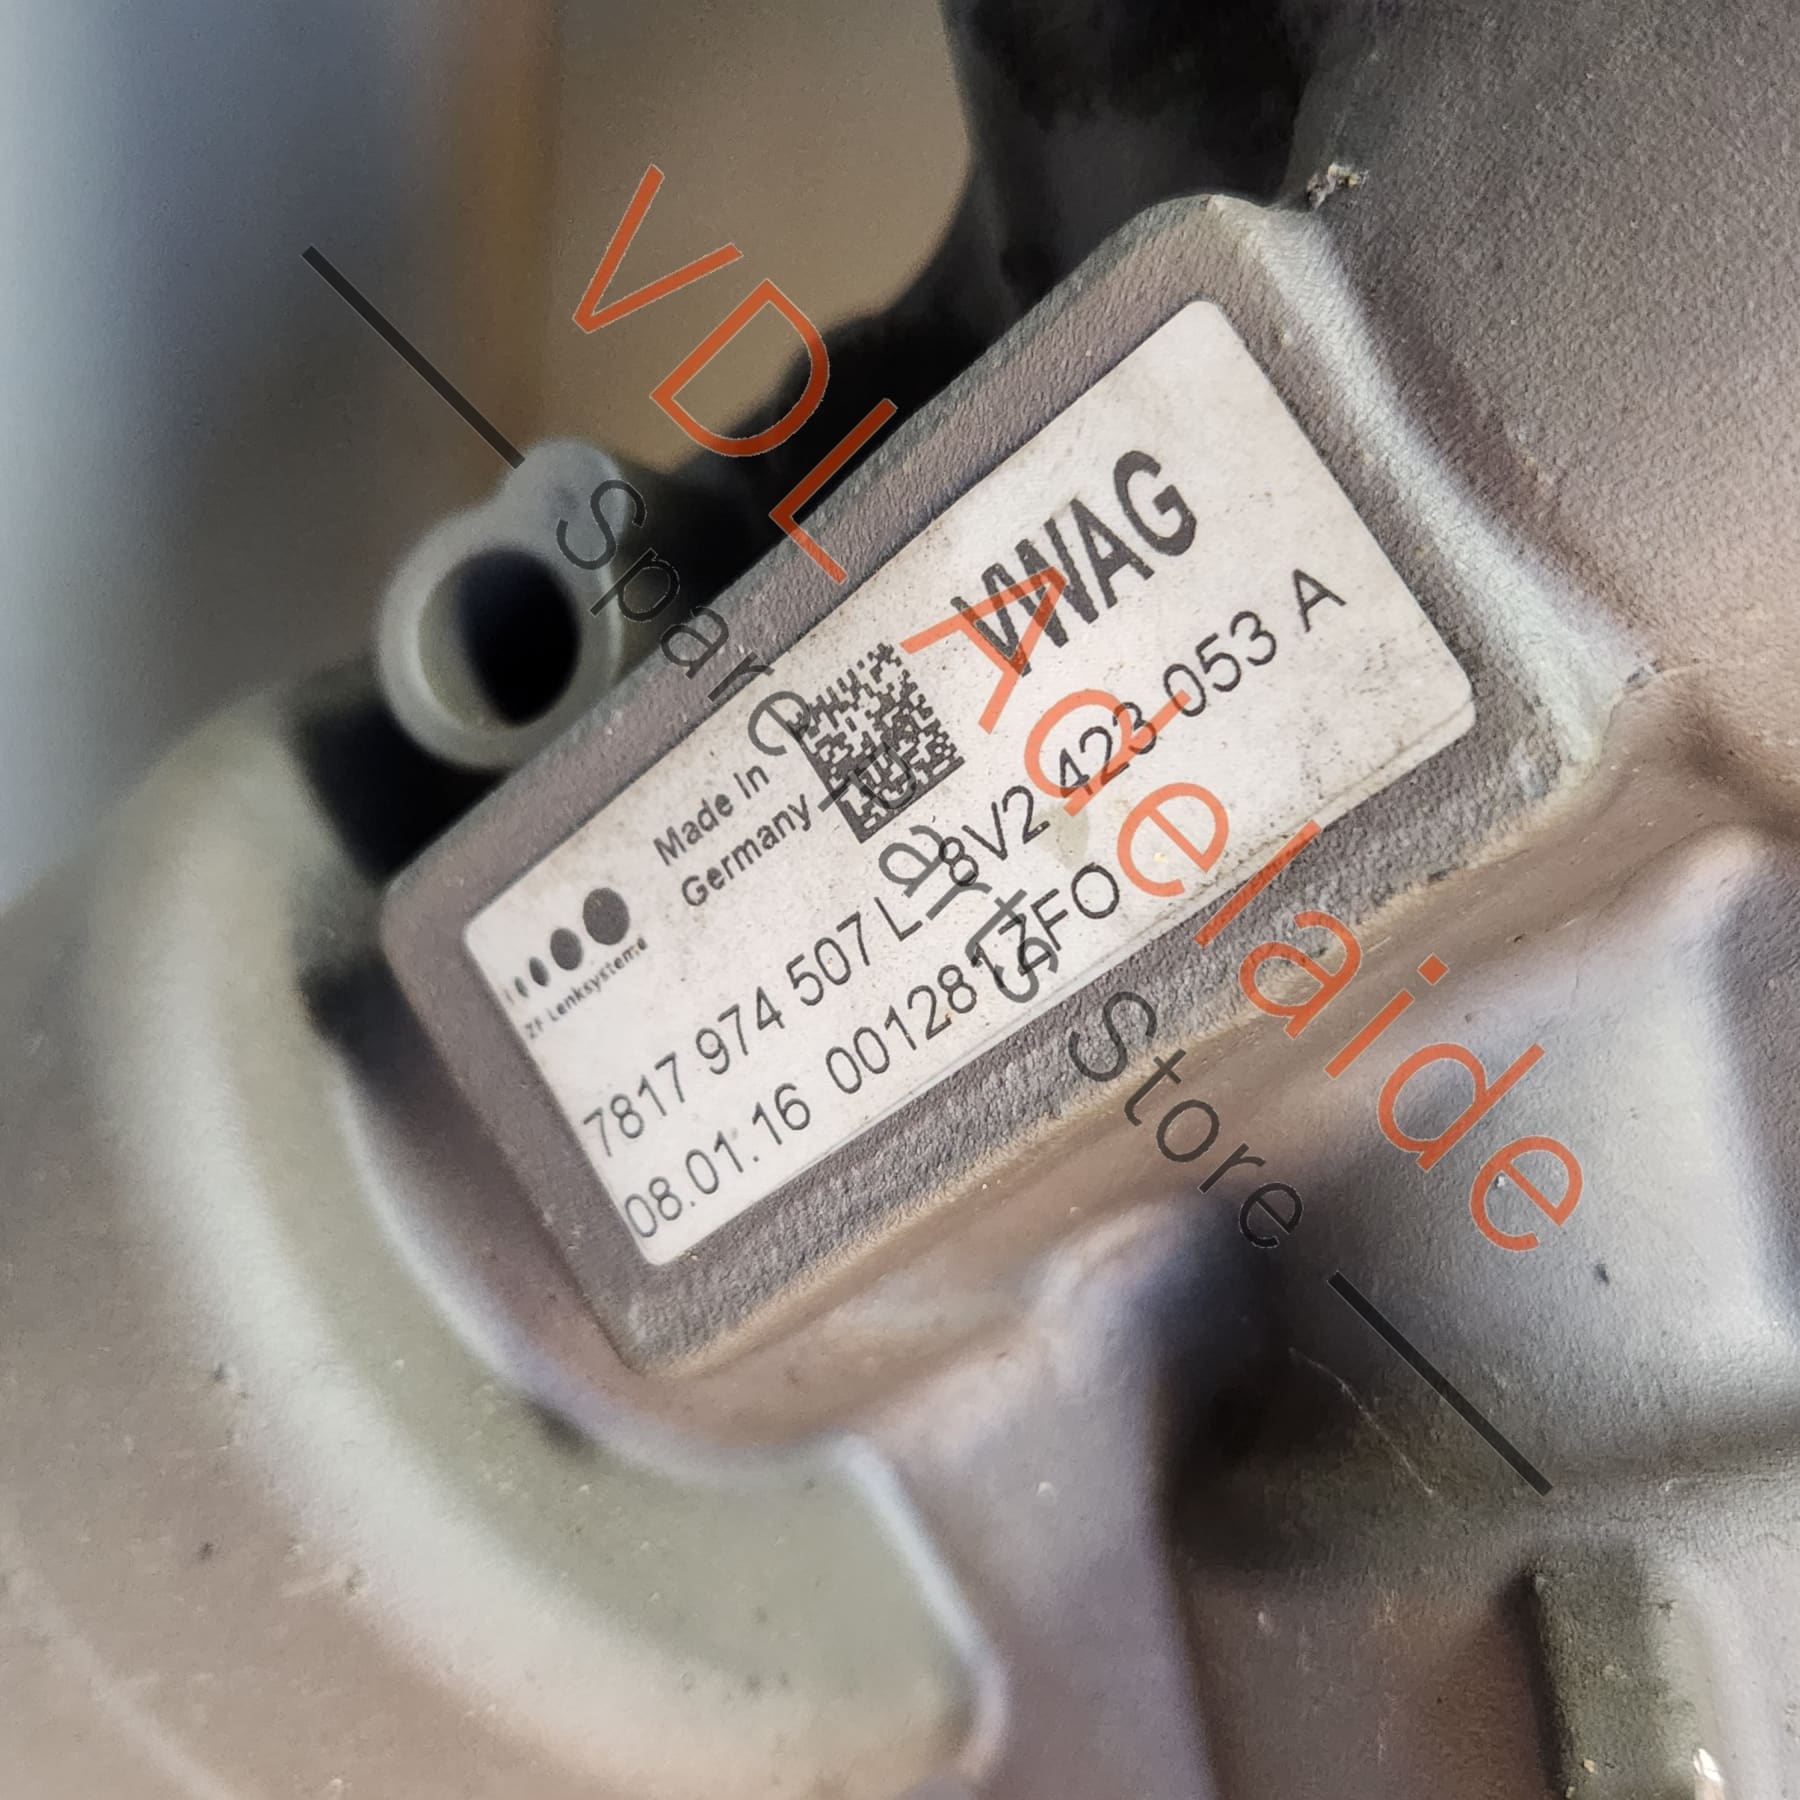 VWAG
Made In
Germany
ZF Lenksysteme
7817 974 507 L 8V2 423 053 A
08.01.16 001281ZFO
VDL Adelaide
Spare Parts Store